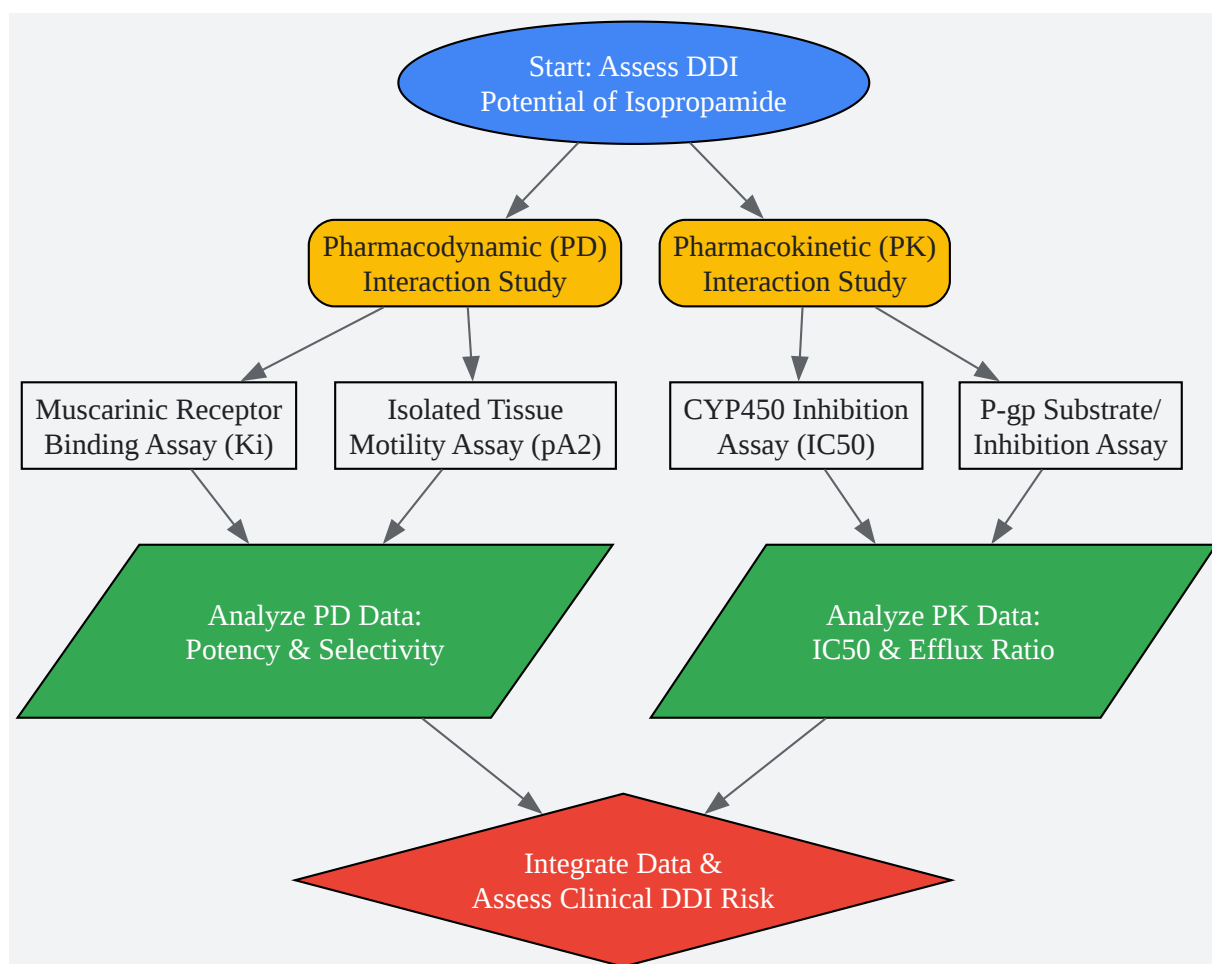 Start: Assess DDI
Potential of Isopropamide
Pharmacodynamic (PD)
Interaction Study
Pharmacokinetic (PK)
Interaction Study
Muscarinic Receptor
Binding Assay (Ki)
Isolated Tissue
Motility Assay (pA2)
CYP450 Inhibition
Assay (IC50)
P-gp Substrate/
Inhibition Assay
Analyze PD Data:
Potency & Selectivity
Analyze PK Data:
IC50 & Efflux Ratio
Integrate Data &
Assess Clinical DDI Risk